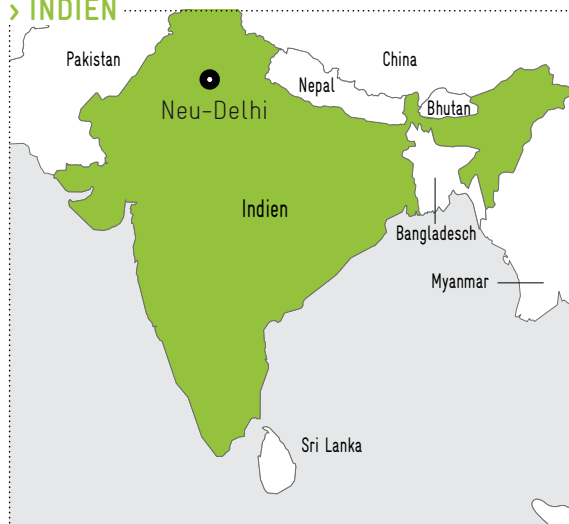 › INDIEN
Pakistan
China
Nepal
Bhutan
Neu-Delhi
Indien
Bangladesch
Myanmar
Sri Lanka